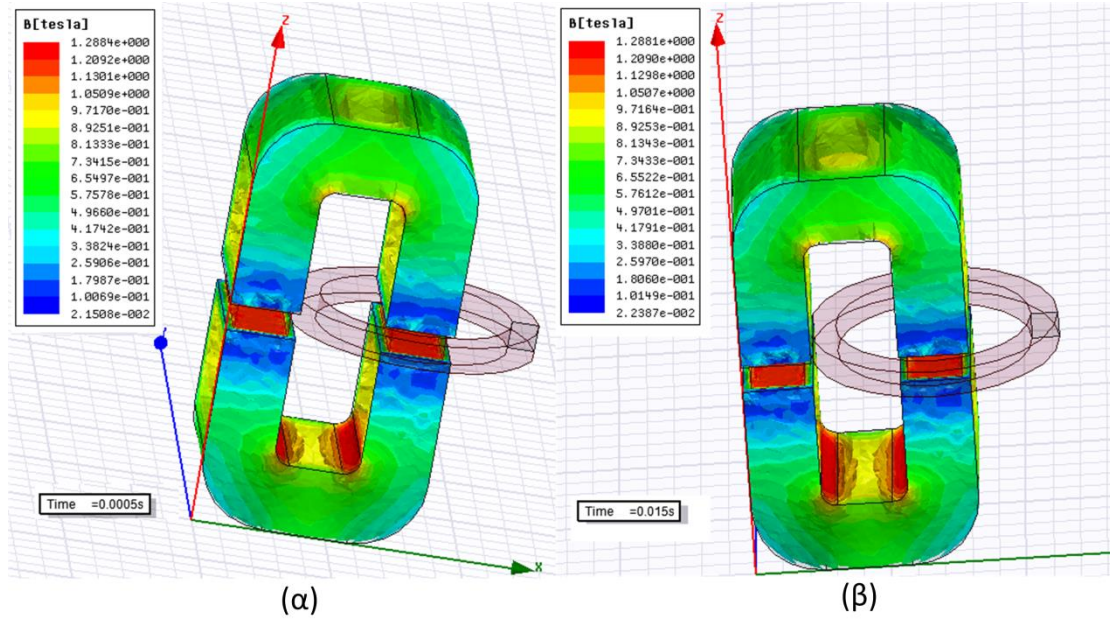 B[tesla]
1.2884e+000
1.2092e+000
1.1301e+000
1.0509e+000
9.7170e-001
8.9251e-001
8.1333e-001
7.3415e-001
6.5497e-001
5.7578e-001
4.9660e-001
4.1742e-001
3.3824e-001
2.5906e-001
1.7987e-001
1.0069e-001
2.1508e-002
Z
X
Time =0.0005s
(α)
B[tesla]
1.2881e+000
1.2090e+000
1.1298e+000
1.0507e+000
9.7164e-001
8.9253e-001
8.1343e-001
7.3433e-001
6.5522e-001
5.7612e-001
4.9701e-001
4.1791e-001
3.3880e-001
2.5970e-001
1.8060e-001
1.0149e-001
2.2387e-002
Z
Time =0.015s
(β)